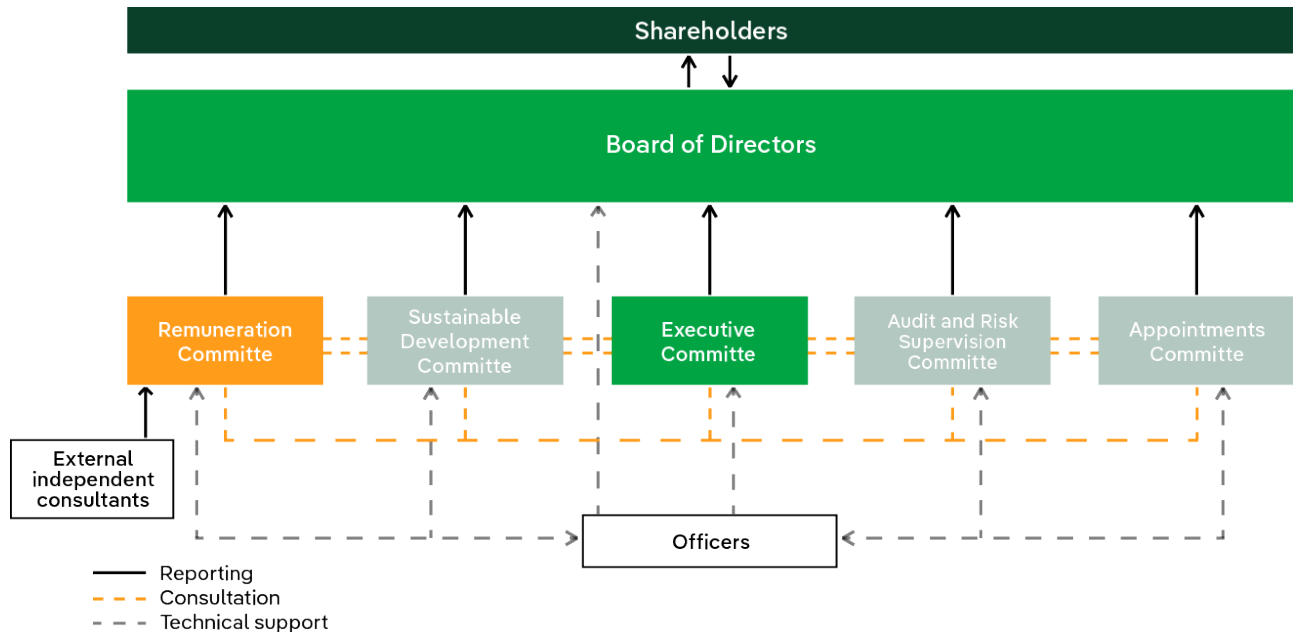 Shareholders
Board of Directors
Remuneration
Committe
Sustainable
Development
Committe
Executive
Committe
Audit and Risk
Supervision
Committe
Appointments
Committe
External
independent
consultants
Officers
Reporting
Consultation
Technical support